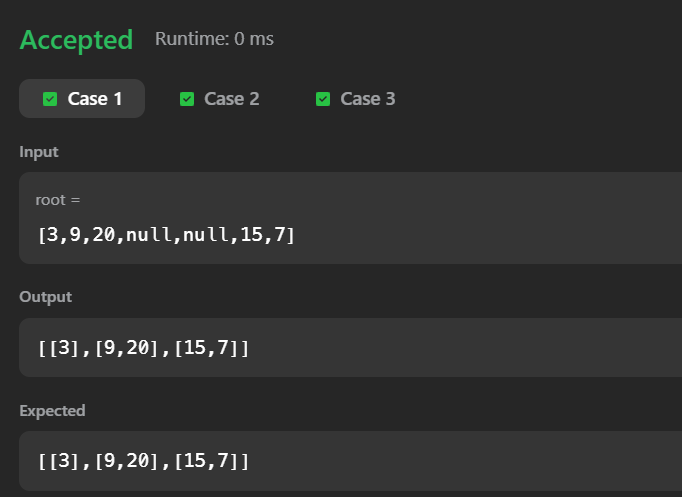 Accepted Runtime: 0 ms
Case 1 Case 2 Case 3
Input
root =
[3,9,20,null,null,15,7]
Output
[[3],[9,20],[15,7]]
Expected
[[3],[9,20],[15,7]]